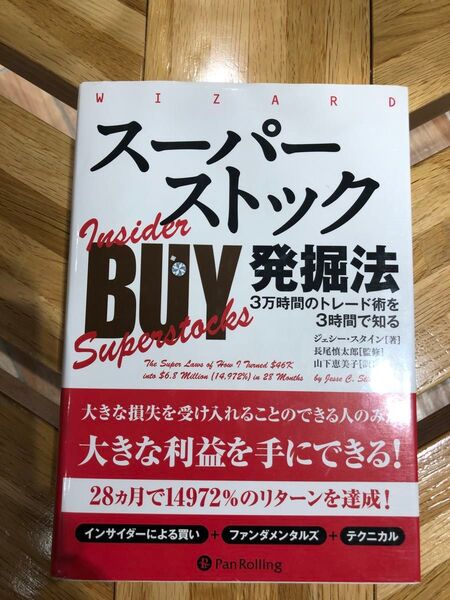 WIZARD
スーパー
ストック
発掘法
Insider
BUY
Superstocks
3万時間のトレード術を
3時間で知る
ジェシー・スタイン[著]
長尾慎太郎[監修]
山下恵美子
The Super Laws of How I Turned $46K
into $6.8 Million (14,972%) in 28 Months
by Jesse C.
大きな損失を受け入れることのできる人のみが
大きな利益を手にできる!
28ヵ月で14972%のリターンを達成!
インサイダーによる買い + ファンダメンタルズ + テクニカル
Pan Rolling